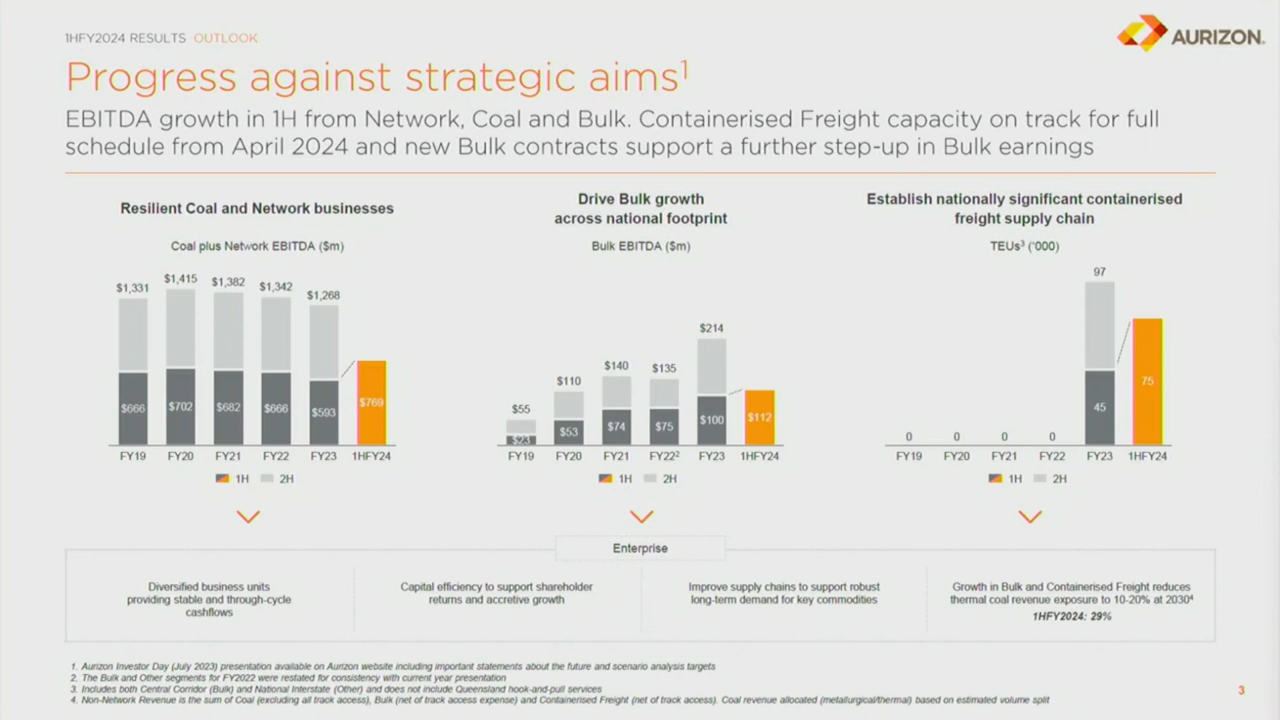 1HFY2024 RESULTS OUTLOOK
AURIZON.
Progress against strategic aims¹
EBITDA growth in 1H from Network, Coal and Bulk. Containerised Freight capacity on track for full
schedule from April 2024 and new Bulk contracts support a further step-up in Bulk earnings
Resilient Coal and Network businesses
Coal plus Network EBITDA ($m)
$1,331 $1,415 $1,382 $1,342 $1,268
$666 $702 $682 $666 $593 $769
FY19 FY20 FY21 FY22 FY23 1HFY24
1H 2H
Drive Bulk growth
across national footprint
Bulk EBITDA ($m)
$55 $110 $140 $135 $214
$23 $53 $74 $75 $100 $112
FY19 FY20 FY21 FY22² FY23 1HFY24
1H 2H
Establish nationally significant containerised
freight supply chain
TEUs³ ('000)
97
0 0 0 0 45 75
FY19 FY20 FY21 FY22 FY23 1HFY24
1H 2H
Enterprise
Diversified business units
providing stable and through-cycle
cashflows
Capital efficiency to support shareholder
returns and accretive growth
Improve supply chains to support robust
long-term demand for key commodities
Growth in Bulk and Containerised Freight reduces
thermal coal revenue exposure to 10-20% at 2030⁴
1HFY2024: 29%
1. Aurizon Investor Day (July 2023) presentation available on Aurizon website including important statements about the future and scenario analysis targets
2. The Bulk and Other segments for FY2022 were restated for consistency with current year presentation
3. Includes both Central Corridor (Bulk) and National Interstate (Other) and does not include Queensland hook-and-pull services
4. Non-Network Revenue is the sum of Coal (excluding all track access), Bulk (net of track access expense) and Containerised Freight (net of track access). Coal revenue allocated (metallurgical/thermal) based on estimated volume split
3